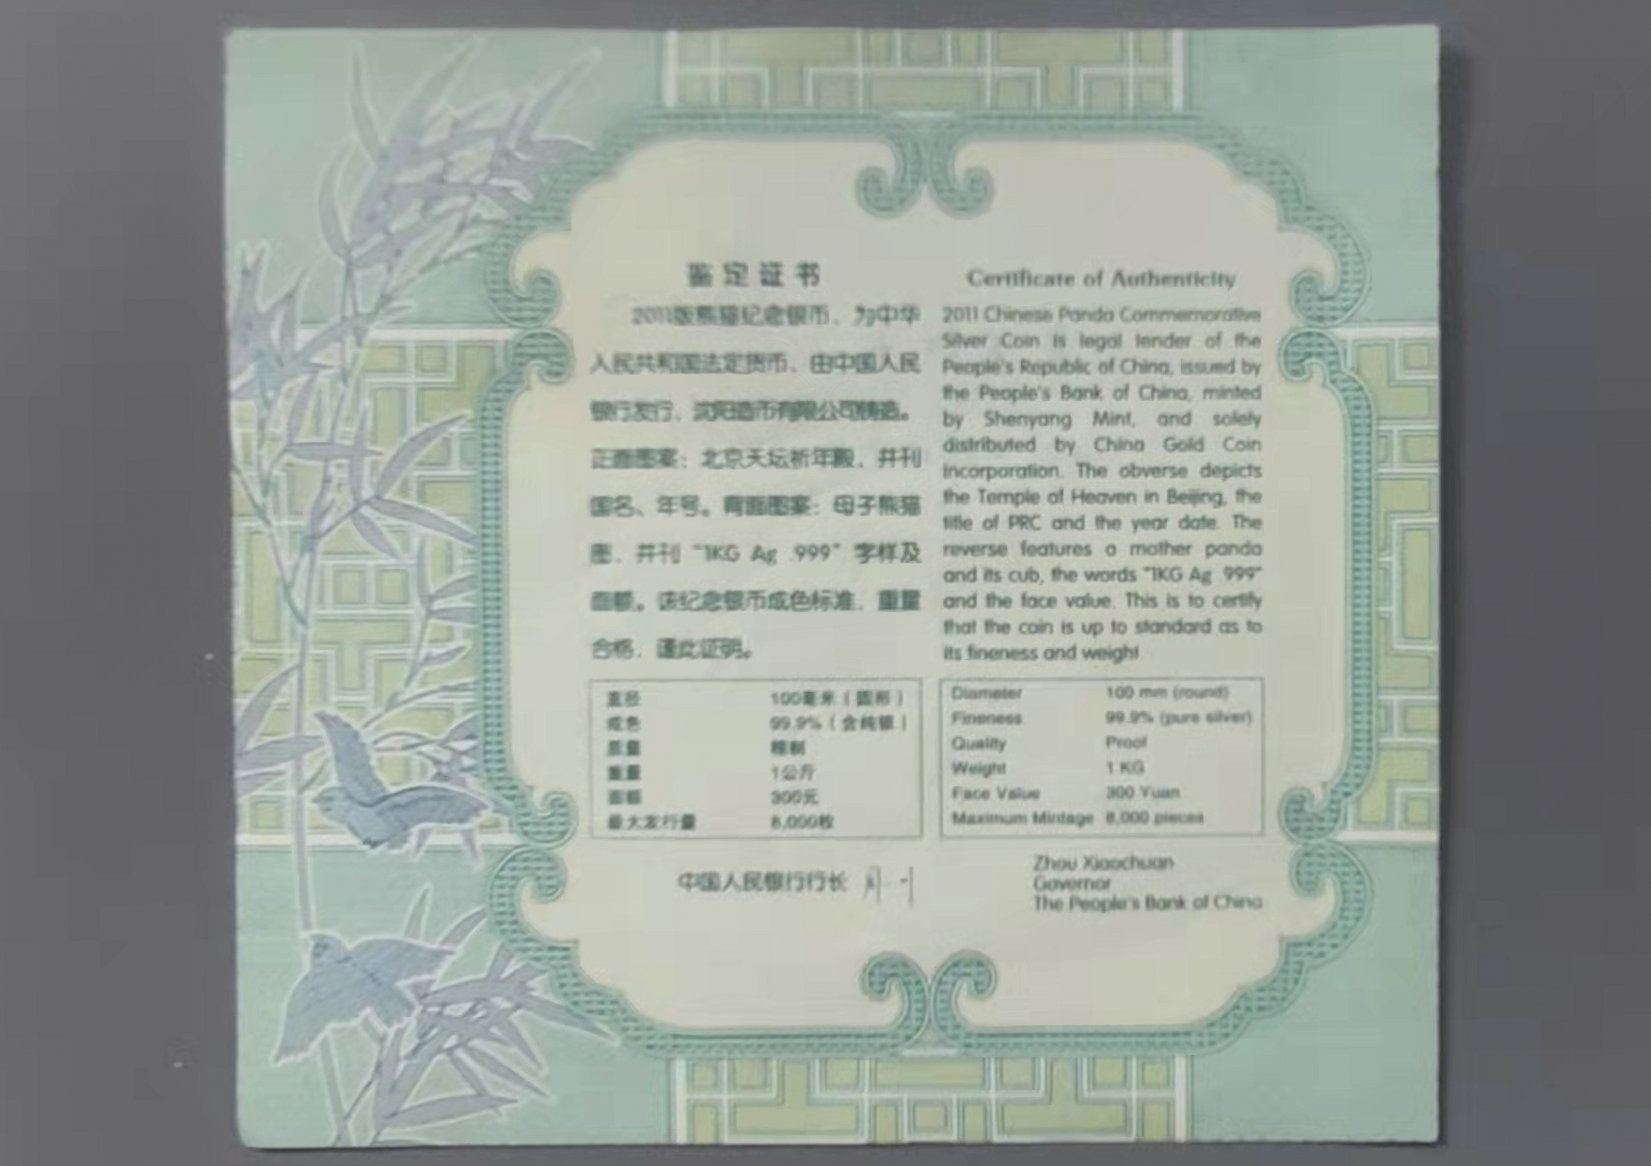 鉴定证书
2011版熊猫纪念银币，为中华
人民共和国法定货币，由中国人民
银行发行，沈阳造币有限公司铸造。
正面图案：北京天坛祈年殿，并刊
国名、年号。背面图案：母子熊猫
图，并刊“1KG Ag .999”字样及
面额。该纪念银币成色标准，重量
合格，谨此证明。
直径 100毫米（圆形）
成色 99.9%（含纯银）
质量 精制
重量 1公斤
面额 300元
最大发行量 8,000枚
中国人民银行行长
Certificate of Authenticity
2011 Chinese Panda Commemorative
Silver Coin is legal tender of the
People's Republic of China, issued by
the People's Bank of China, minted
by Shenyang Mint, and solely
distributed by China Gold Coin
Incorporation. The obverse depicts
the Temple of Heaven in Beijing, the
title of PRC and the year date. The
reverse features a mother panda
and its cub, the words "1KG Ag .999"
and the face value. This is to certify
that the coin is up to standard as to
its fineness and weight.
Diameter 100 mm (round)
Fineness 99.9% (pure silver)
Quality Proof
Weight 1 KG
Face Value 300 Yuan
Maximum Mintage 8,000 pieces
Zhou Xiaochuan
Governor
The People's Bank of China